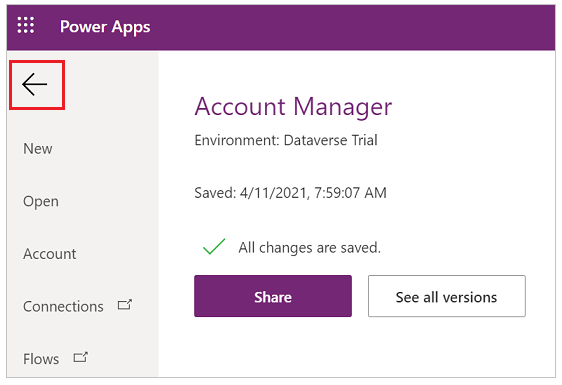 Power Apps
Account Manager
Environment: Dataverse Trial
New
Open
Saved: 4/11/2021, 7:59:07 AM
Account
All changes are saved.
Share
See all versions
Connections
Flows